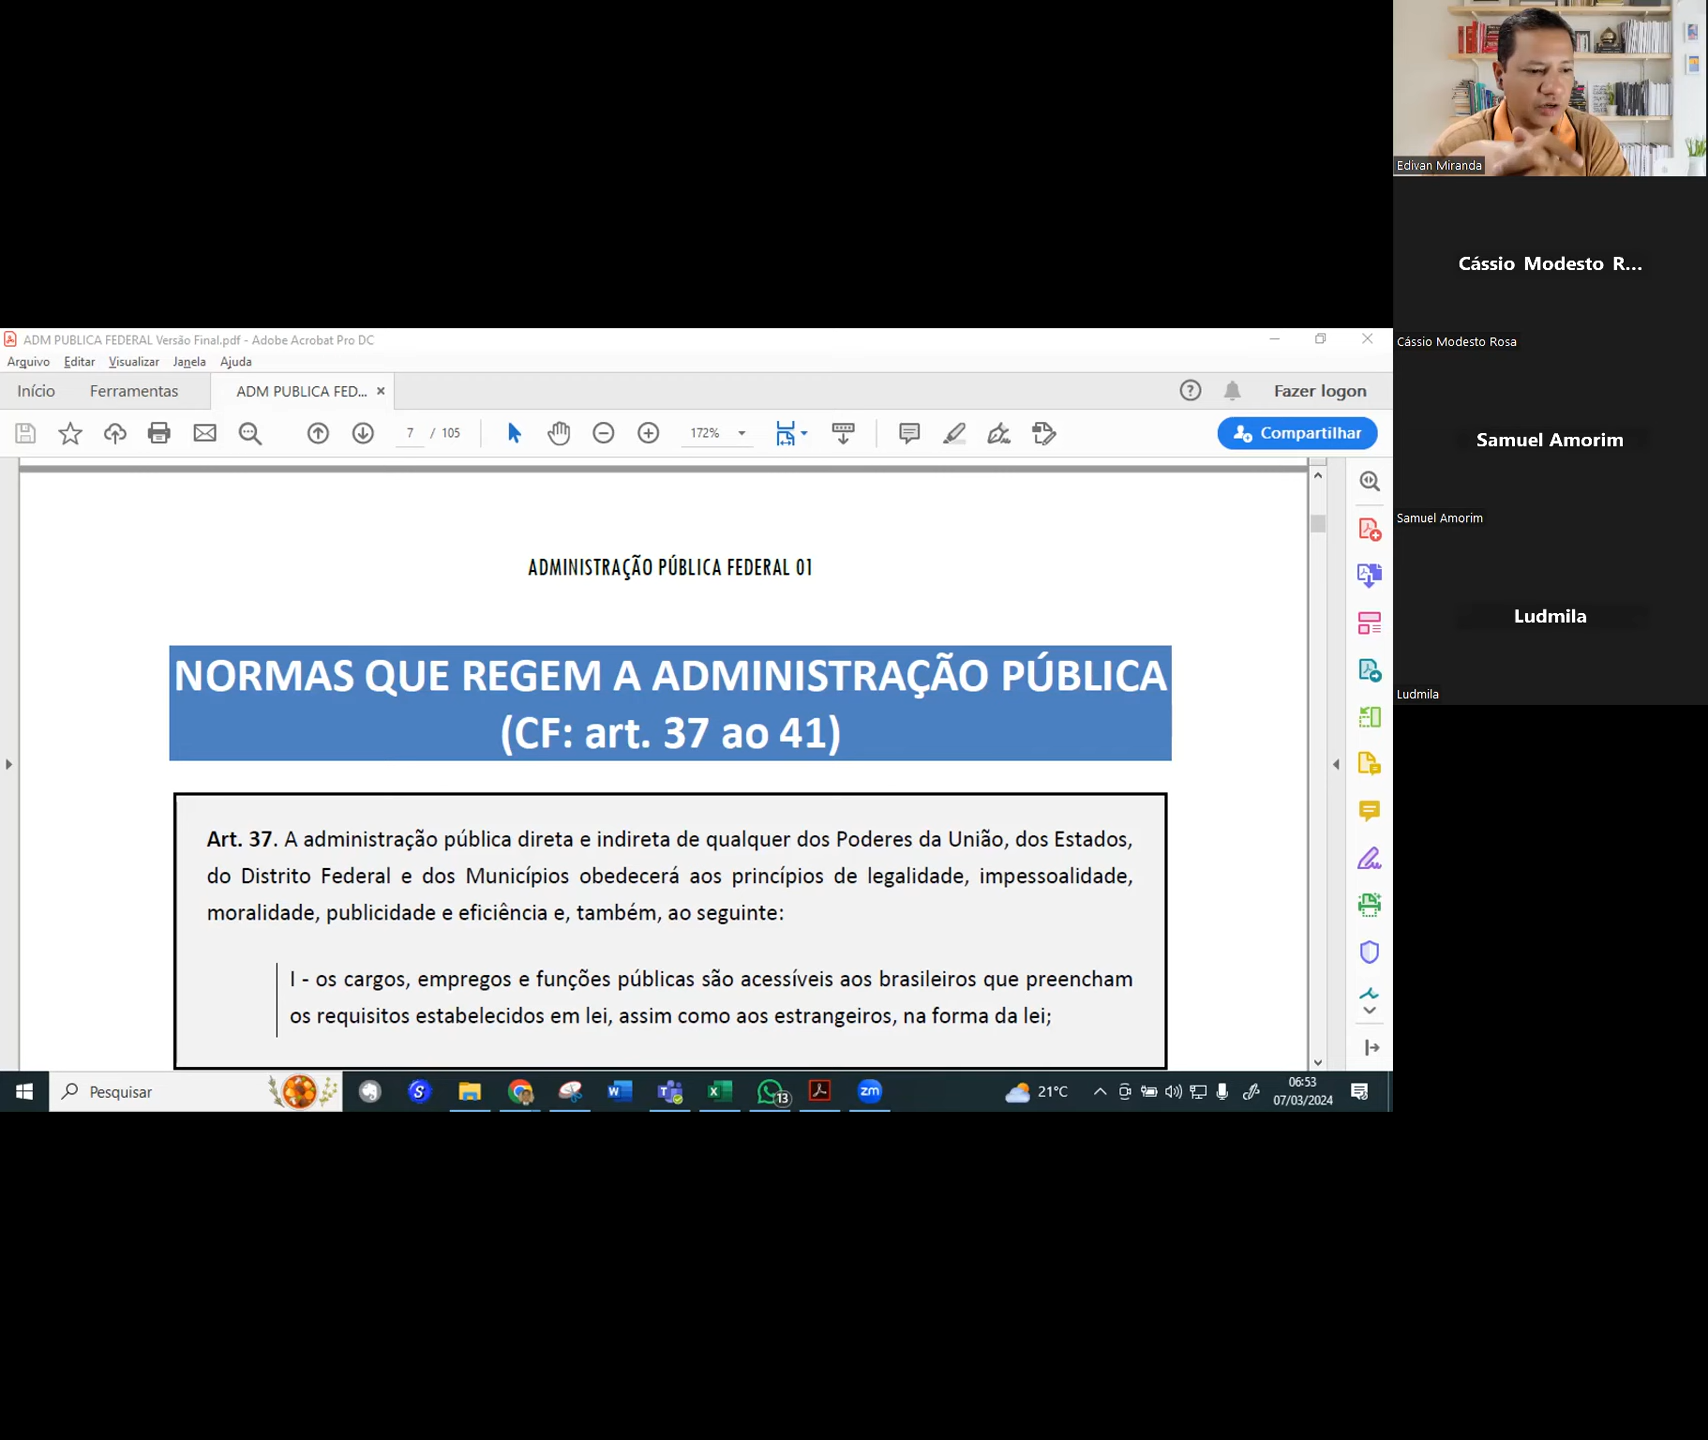 Edivan Miranda
Cássio Modesto R...
Cássio Modesto Rosa
Samuel Amorim
Samuel Amorim
Ludmila
Ludmila
ADM PUBLICA FEDERAL Versão Final.pdf - Adobe Acrobat Pro DC
Arquivo Editar Visualizar Janela Ajuda
Início Ferramentas ADM PUBLICA FED... Fazer logon
7 / 105 172% Compartilhar
ADMINISTRAÇÃO PÚBLICA FEDERAL 01
NORMAS QUE REGEM A ADMINISTRAÇÃO PÚBLICA
(CF: art. 37 ao 41)
Art. 37. A administração pública direta e indireta de qualquer dos Poderes da União, dos Estados,
do Distrito Federal e dos Municípios obedecerá aos princípios de legalidade, impessoalidade,
moralidade, publicidade e eficiência e, também, ao seguinte:
I - os cargos, empregos e funções públicas são acessíveis aos brasileiros que preencham
os requisitos estabelecidos em lei, assim como aos estrangeiros, na forma da lei;
Pesquisar 13 zm 21°C 06:53
07/03/2024